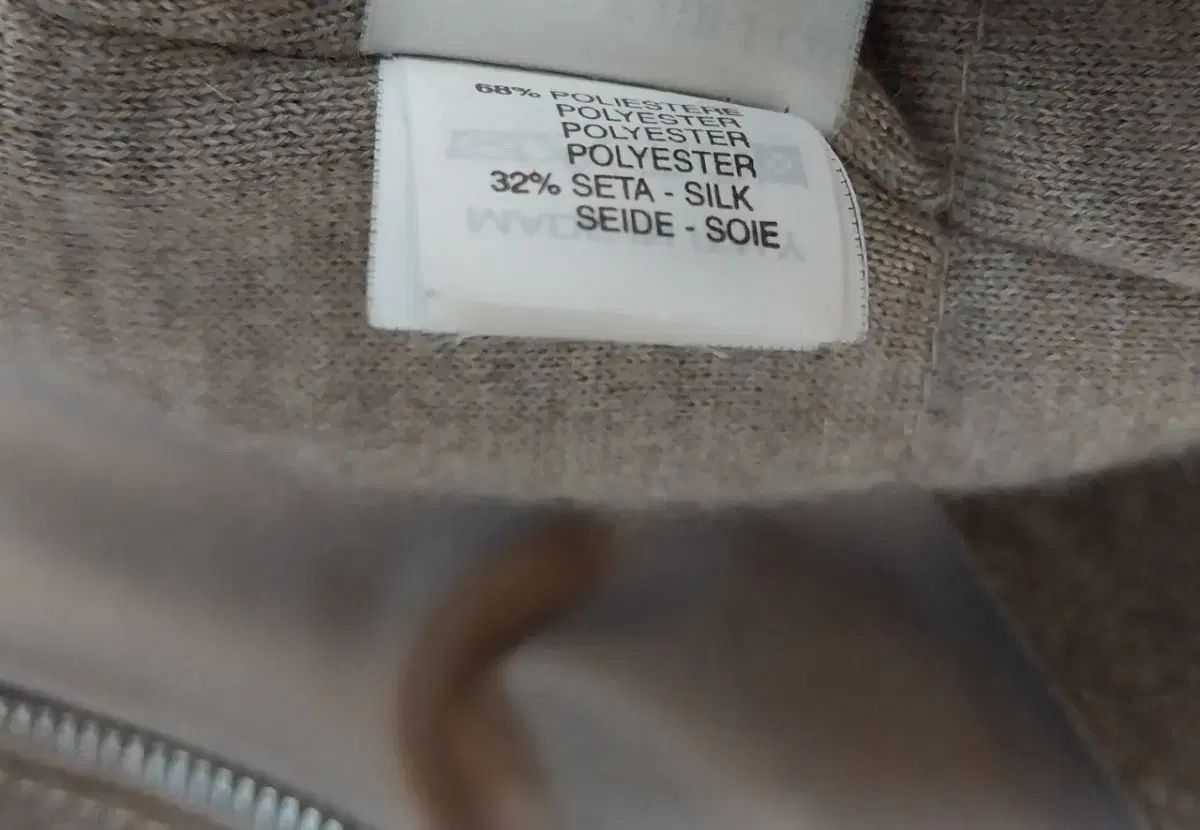 68% POLIESTERE
POLYESTER
POLYESTER
POLYESTER
32% SETA - SILK
SEIDE - SOIE